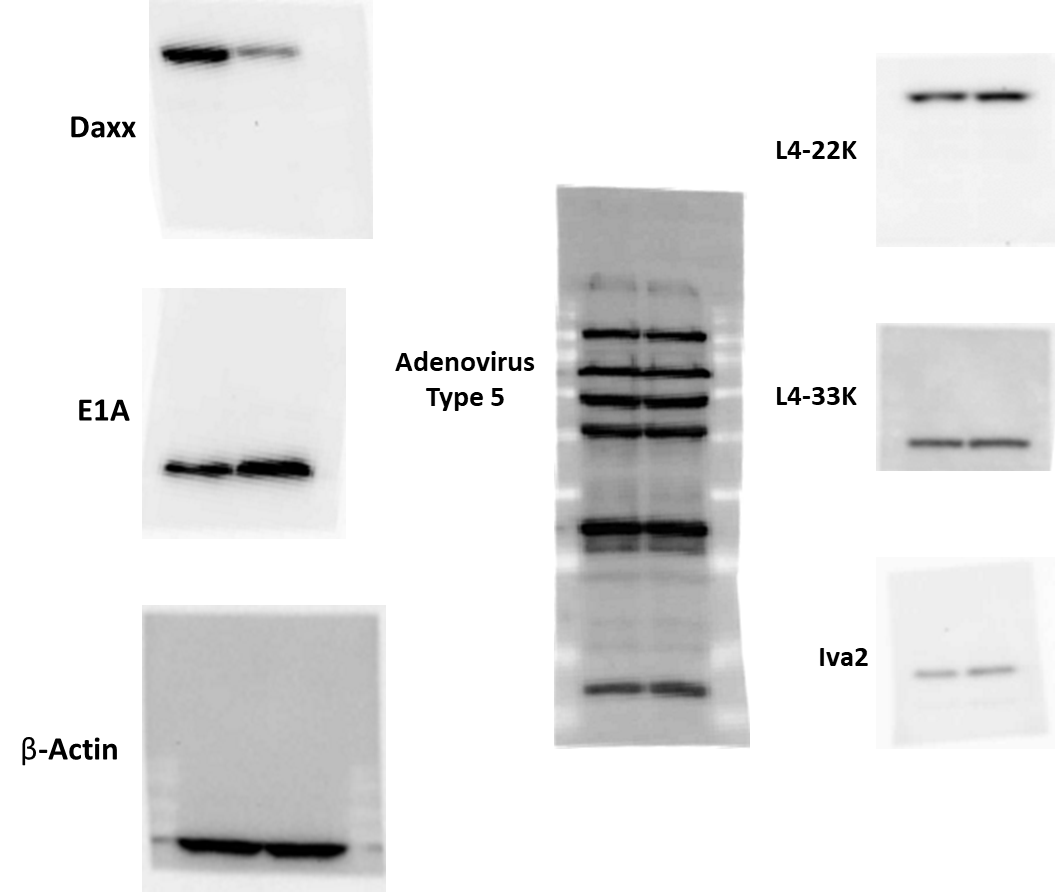 Daxx
L4-22K
Adenovirus
Type 5
E1A
L4-33K
Iva2
β-Actin